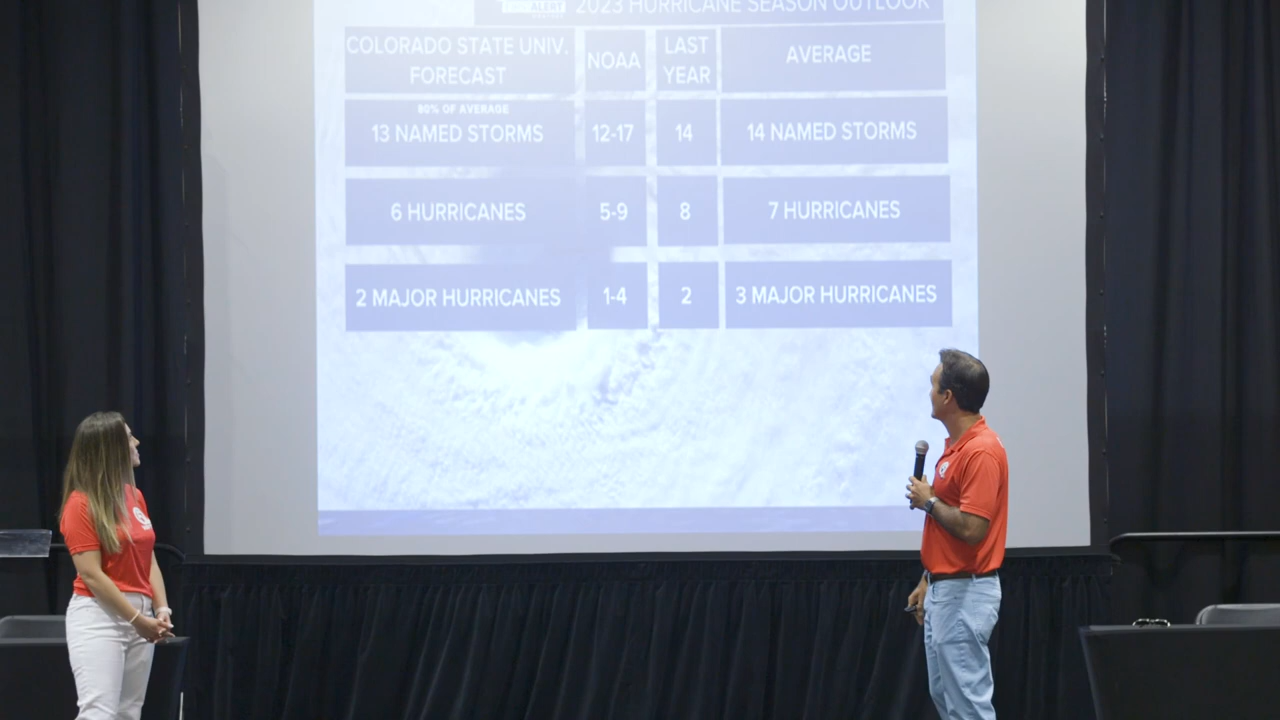 ALERT 2023 HURRICANE SEASON OUTLOOK
COLORADO STATE UNIV.
FORECAST
NOAA
LAST
YEAR
AVERAGE
80% OF AVERAGE
13 NAMED STORMS
12-17
14
14 NAMED STORMS
6 HURRICANES
5-9
8
7 HURRICANES
2 MAJOR HURRICANES
1-4
2
3 MAJOR HURRICANES